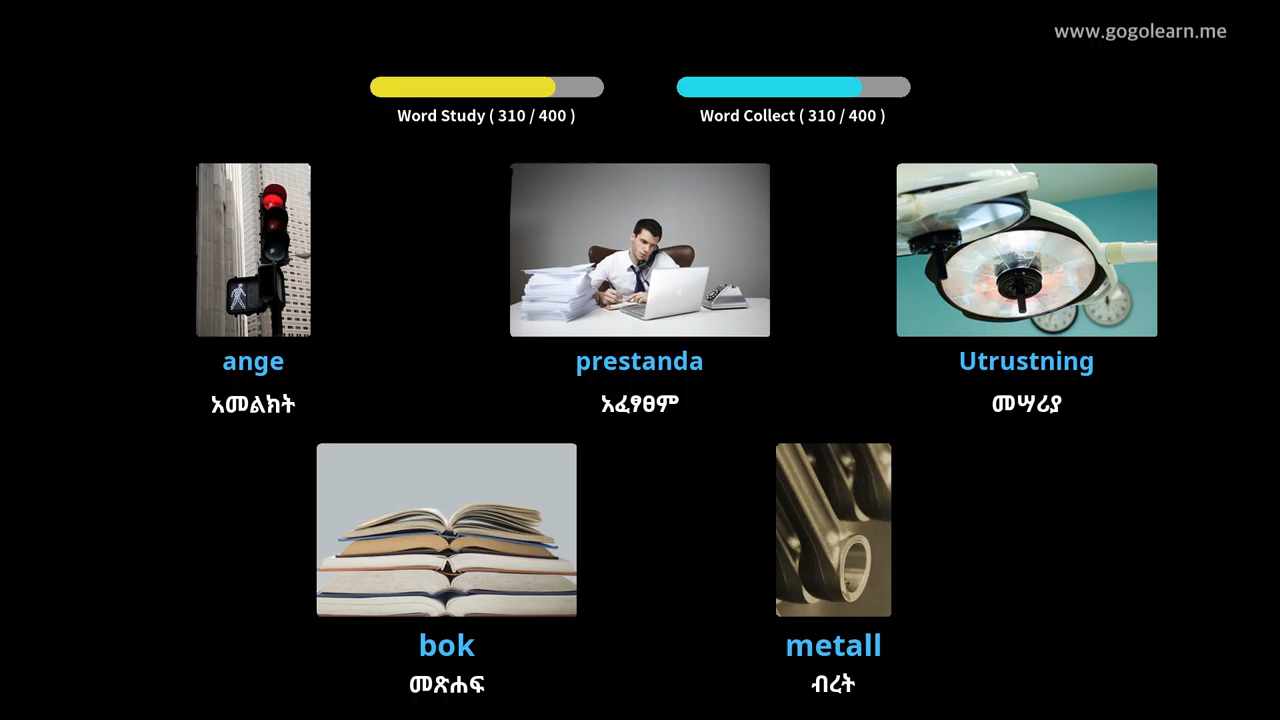 www.gogolearn.me
Word Study ( 310 / 400 )
Word Collect ( 310 / 400 )
ange
prestanda
Utrustning
አመልክት
አፈፃፀም
መሣሪያ
bok
metall
መጽሐፍ
ብረት